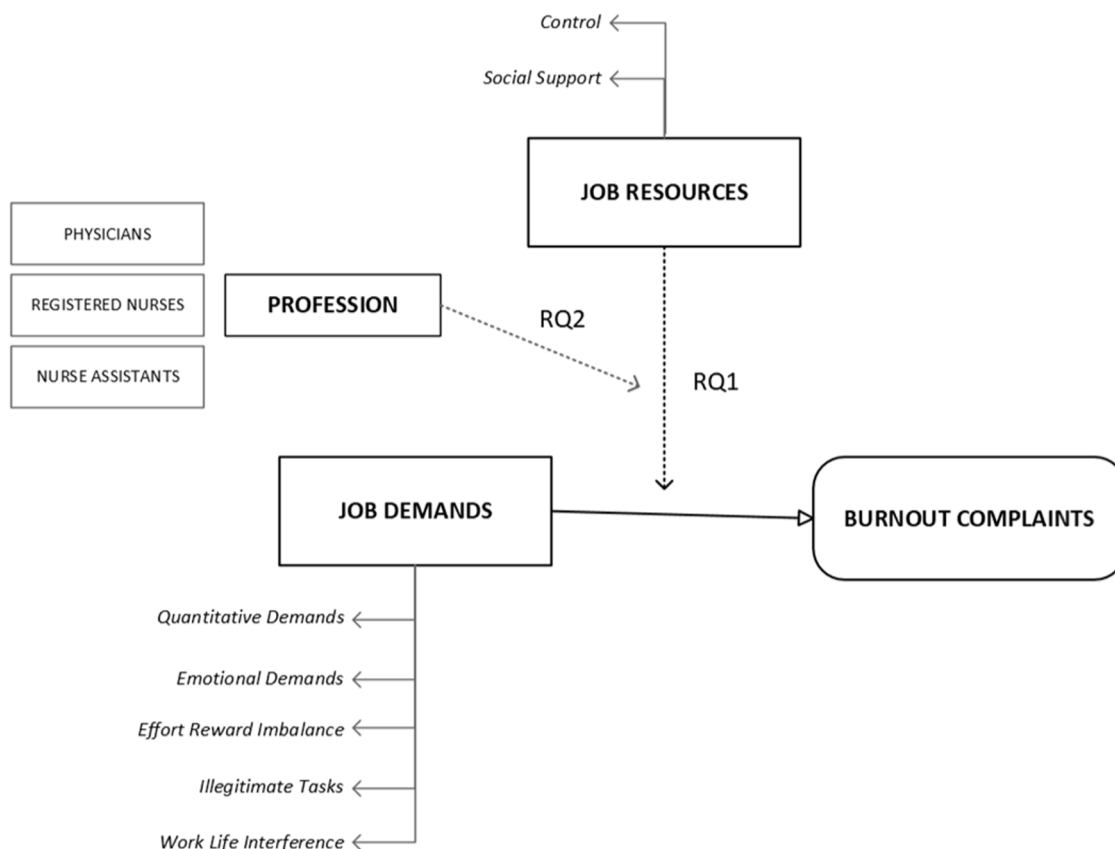 Control
Social Support
JOB RESOURCES
PHYSICIANS
REGISTERED NURSES
PROFESSION
RQ2
NURSE ASSISTANTS
RQ1
JOB DEMANDS
BURNOUT COMPLAINTS
Quantitative Demands
Emotional Demands
Effort Reward Imbalance
Illegitimate Tasks
Work Life Interference